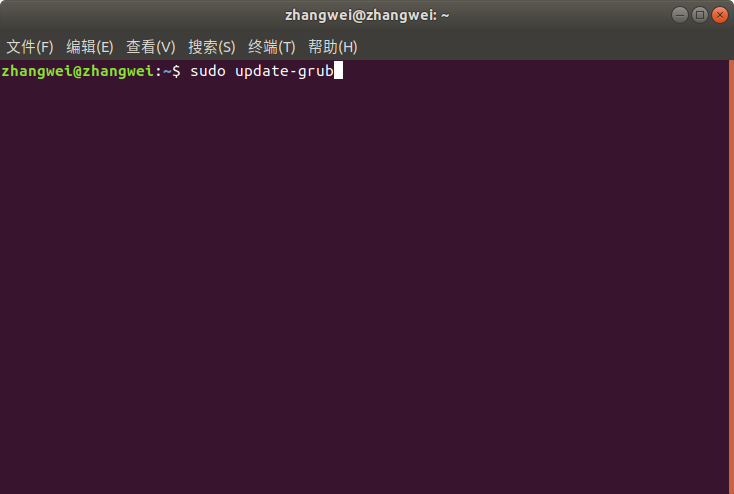 zhangwei@zhangwei: ~
文件(F) 编辑(E) 查看(V) 搜索(S) 终端(T) 帮助(H)
zhangwei@zhangwei:~$ sudo update-grub